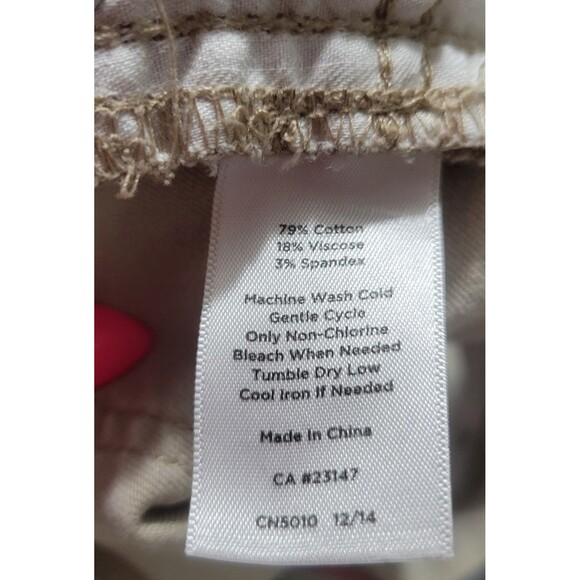 79% Cotton
18% Viscose
3% Spandex
Machine Wash Cold
Gentle Cycle
Only Non-Chlorine
Bleach When Needed
Tumble Dry Low
Cool Iron If Needed
Made In China
CA #23147
CN5010 12/14